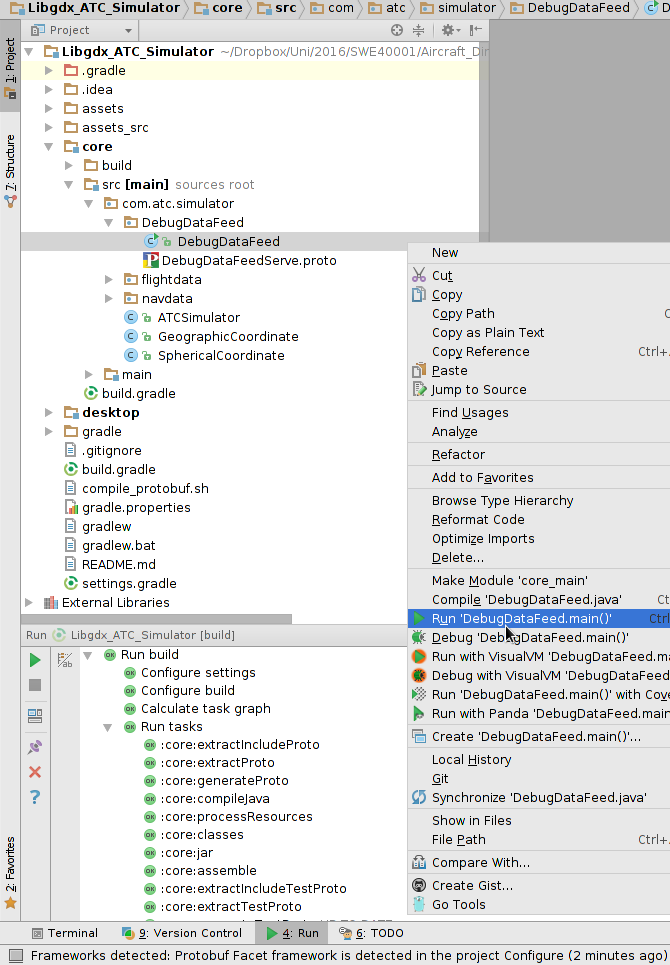 Libgdx_ATC_Simulator core src com atc simulator DebugDataFeed
Project
Libgdx_ATC_Simulator ~/Dropbox/Uni/2016/SWE40001/Aircraft_Di
.gradle
.idea
assets
assets_src
core
build
src [main] sources root
com.atc.simulator
DebugDataFeed
DebugDataFeed
DebugDataFeedServe.proto
flightdata
navdata
ATCSimulator
GeographicCoordinate
SphericalCoordinate
main
build.gradle
desktop
gradle
.gitignore
build.gradle
compile_protobuf.sh
gradle.properties
gradlew
gradlew.bat
README.md
settings.gradle
External Libraries
1: Project
7: Structure
2: Favorites
New
Cut
Copy
Copy Path
Copy as Plain Text
Copy Reference Ctrl+
Paste
Jump to Source
Find Usages
Analyze
Refactor
Add to Favorites
Browse Type Hierarchy
Reformat Code
Optimize Imports
Delete...
Make Module 'core_main'
Compile 'DebugDataFeed.java' Ct
Run 'DebugDataFeed.main()' Ctrl
Debug 'DebugDataFeed.main()'
Run with VisualVM 'DebugDataFeed.ma
Debug with VisualVM 'DebugDataFeed
Run 'DebugDataFeed.main()' with Cove
Run with Panda 'DebugDataFeed.main
Create 'DebugDataFeed.main()'...
Local History
Git
Synchronize 'DebugDataFeed.java'
Show in Files
File Path Ctrl+
Compare With...
Create Gist...
Go Tools
Run Libgdx_ATC_Simulator [build]
Run build
Configure settings
Configure build
Calculate task graph
Run tasks
:core:extractIncludeProto
:core:extractProto
:core:generateProto
:core:compileJava
:core:processResources
:core:classes
:core:jar
:core:assemble
:core:extractIncludeTestProto
:core:extractTestProto
Terminal 9: Version Control 4: Run 6: TODO
Frameworks detected: Protobuf Facet framework is detected in the project Configure (2 minutes ago)